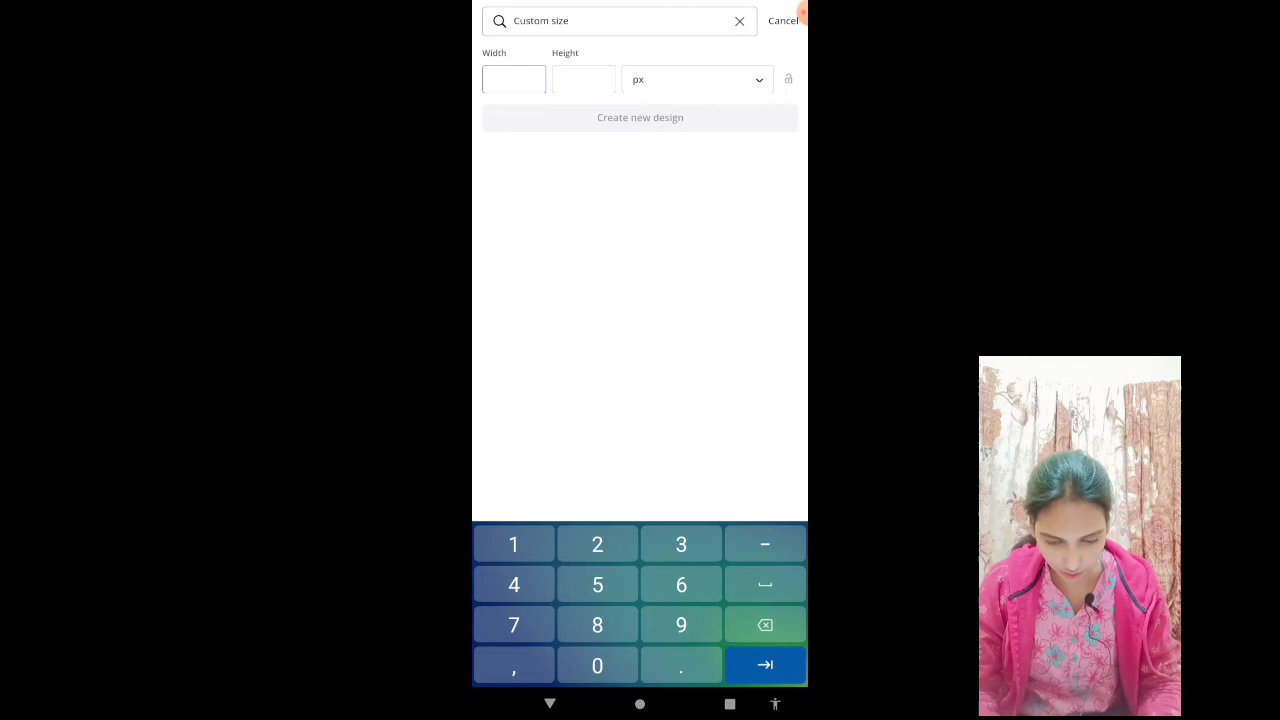 Custom size
Cancel
Width Height
px
Create new design
1 2 3 -
4 5 6
7 8 9
, 0 .